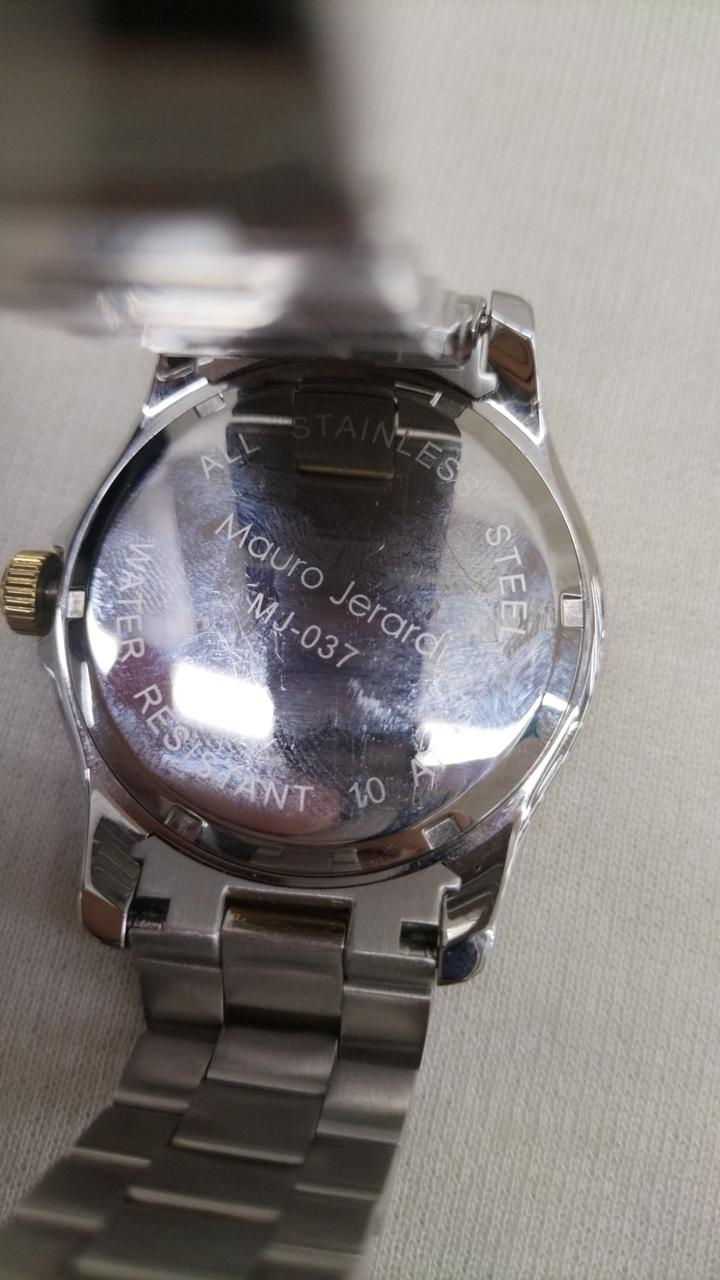 ALL STAINLESS STEEL
Mauro Jerardi
MJ-037
WATER RESISTANT 10 A